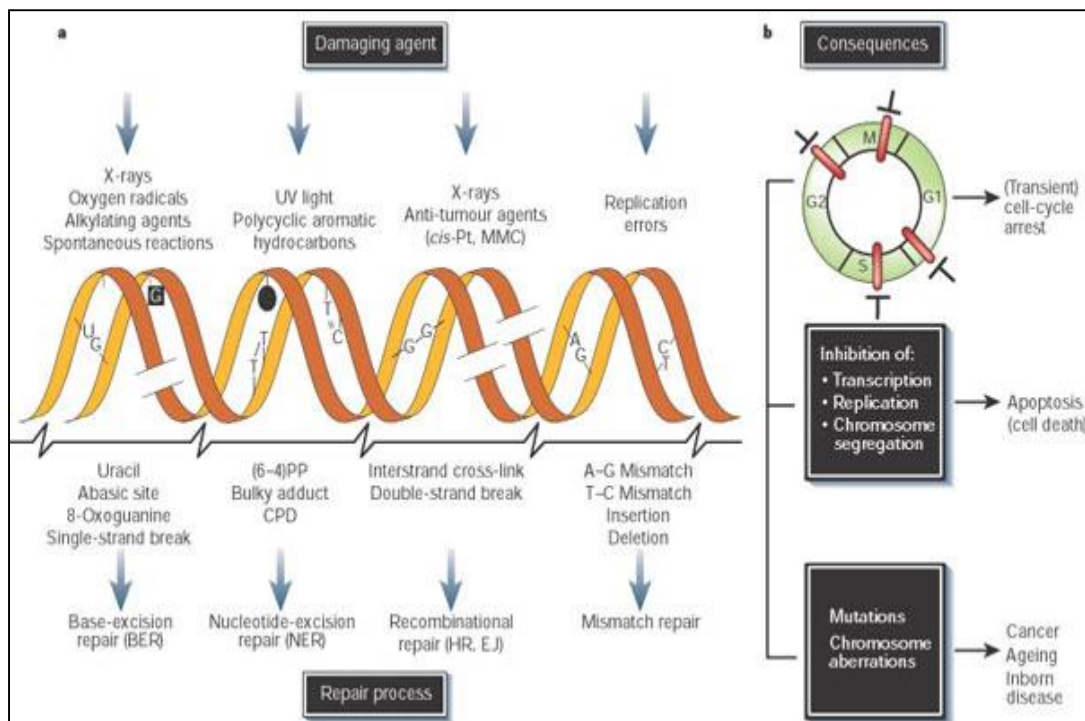 a
Damaging agent
X-rays
Oxygen radicals
Alkylating agents
Spontaneous reactions
UV light
Polycyclic aromatic
hydrocarbons
X-rays
Anti-tumour agents
(cis-Pt, MMC)
Replication
errors
U
G
G
T
T
T
C
G
G
A
G
C
T
Uracil
Abasic site
8-Oxoguanine
Single-strand break
(6–4)PP
Bulky adduct
CPD
Interstrand cross-link
Double-strand break
A–G Mismatch
T–C Mismatch
Insertion
Deletion
Base-excision
repair (BER)
Nucleotide-excision
repair (NER)
Recombinational
repair (HR, EJ)
Mismatch repair
Repair process
b
Consequences
M
G1
G2
S
(Transient)
cell-cycle
arrest
Inhibition of:
• Transcription
• Replication
• Chromosome
segregation
Apoptosis
(cell death)
Mutations
Chromosome
aberrations
Cancer
Ageing
Inborn
disease